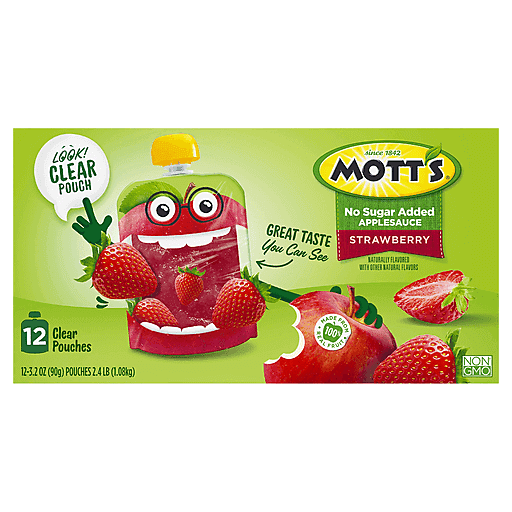 LOOK!
CLEAR
POUCH
since 1842
MOTT'S®
No Sugar Added
APPLESAUCE
STRAWBERRY
NATURALLY FLAVORED
WITH OTHER NATURAL FLAVORS
GREAT TASTE
You Can See
MADE FROM
100%
REAL FRUIT
12 Clear
Pouches
12-3.2 OZ (90g) POUCHES 2.4 LB (1.08kg)
NON
GMO